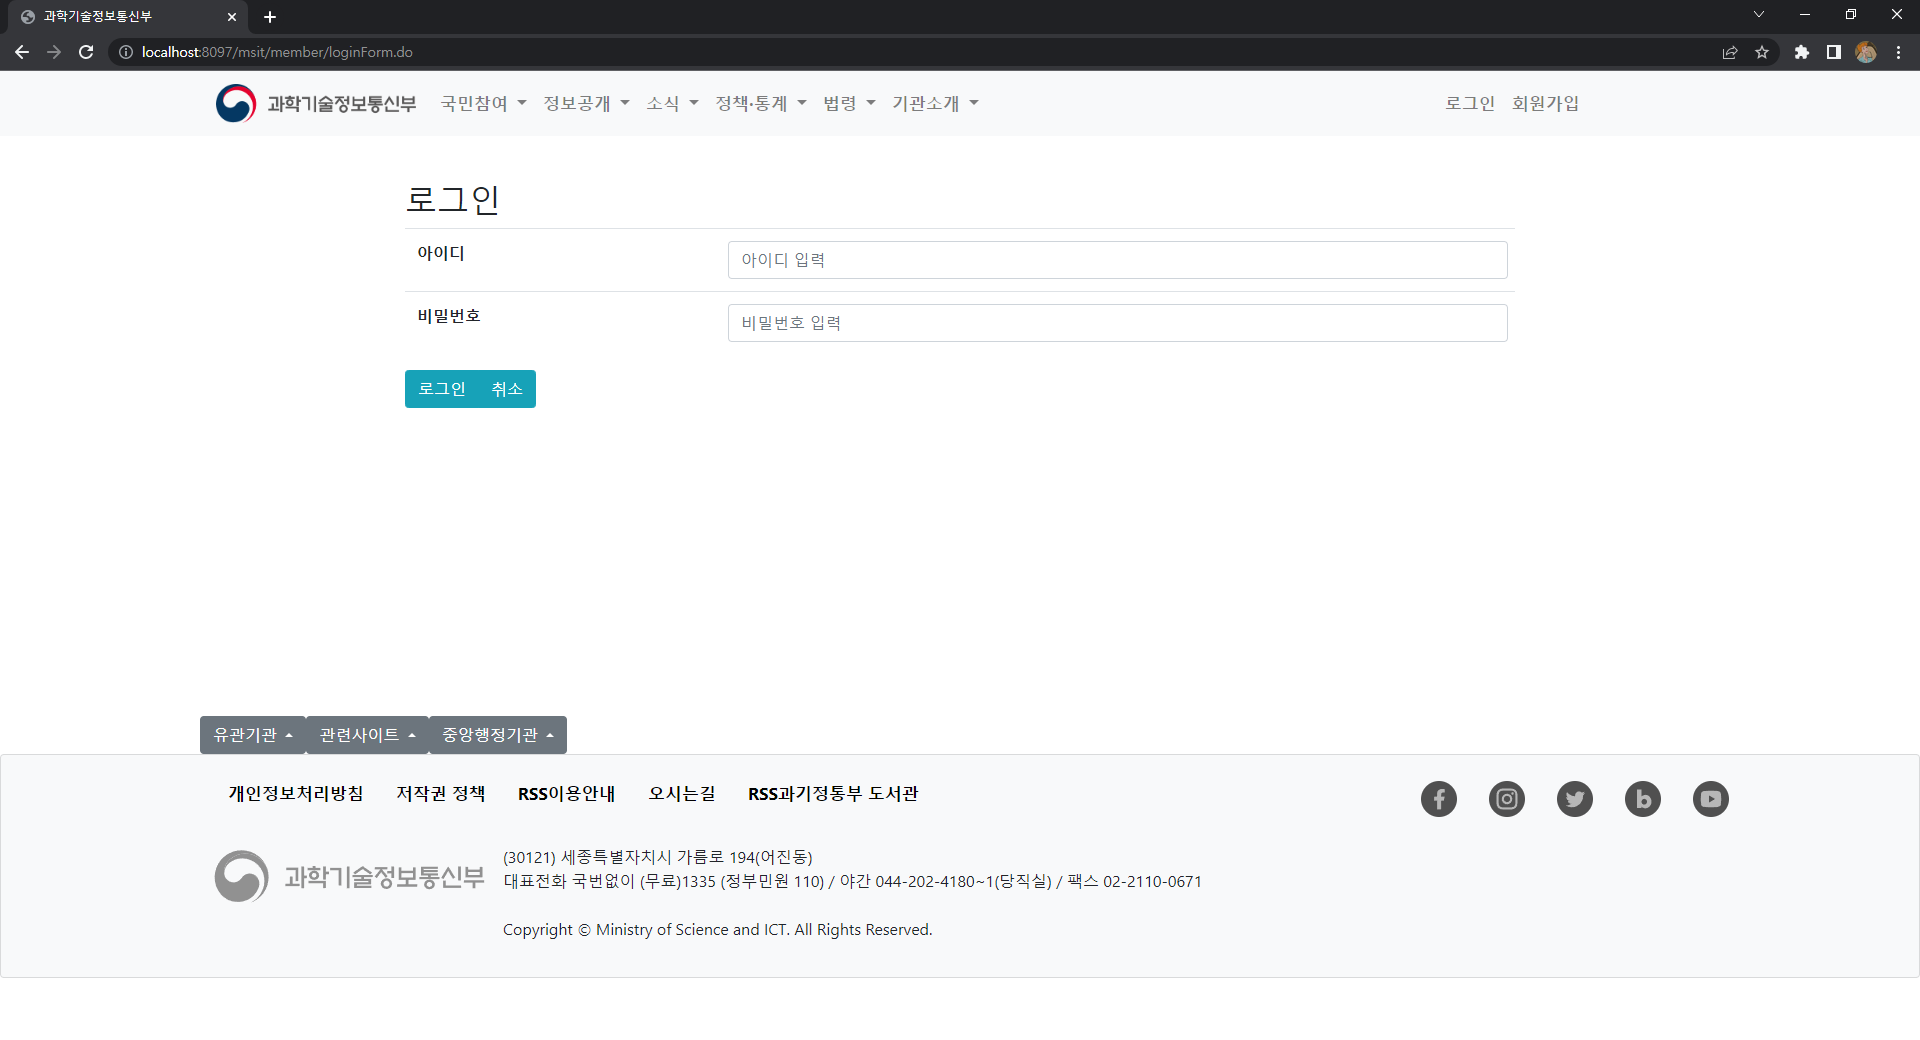 과학기술정보통신부
localhost:8097/msit/member/loginForm.do
과학기술정보통신부 국민참여 정보공개 소식 정책·통계 법령 기관소개 로그인 회원가입
로그인
아이디 아이디 입력
비밀번호 비밀번호 입력
로그인 취소
유관기관 관련사이트 중앙행정기관
개인정보처리방침 저작권 정책 RSS이용안내 오시는길 RSS과기정통부 도서관
과학기술정보통신부
(30121) 세종특별자치시 가름로 194(어진동)
대표전화 국번없이 (무료)1335 (정부민원 110) / 야간 044-202-4180~1(당직실) / 팩스 02-2110-0671
Copyright © Ministry of Science and ICT. All Rights Reserved.